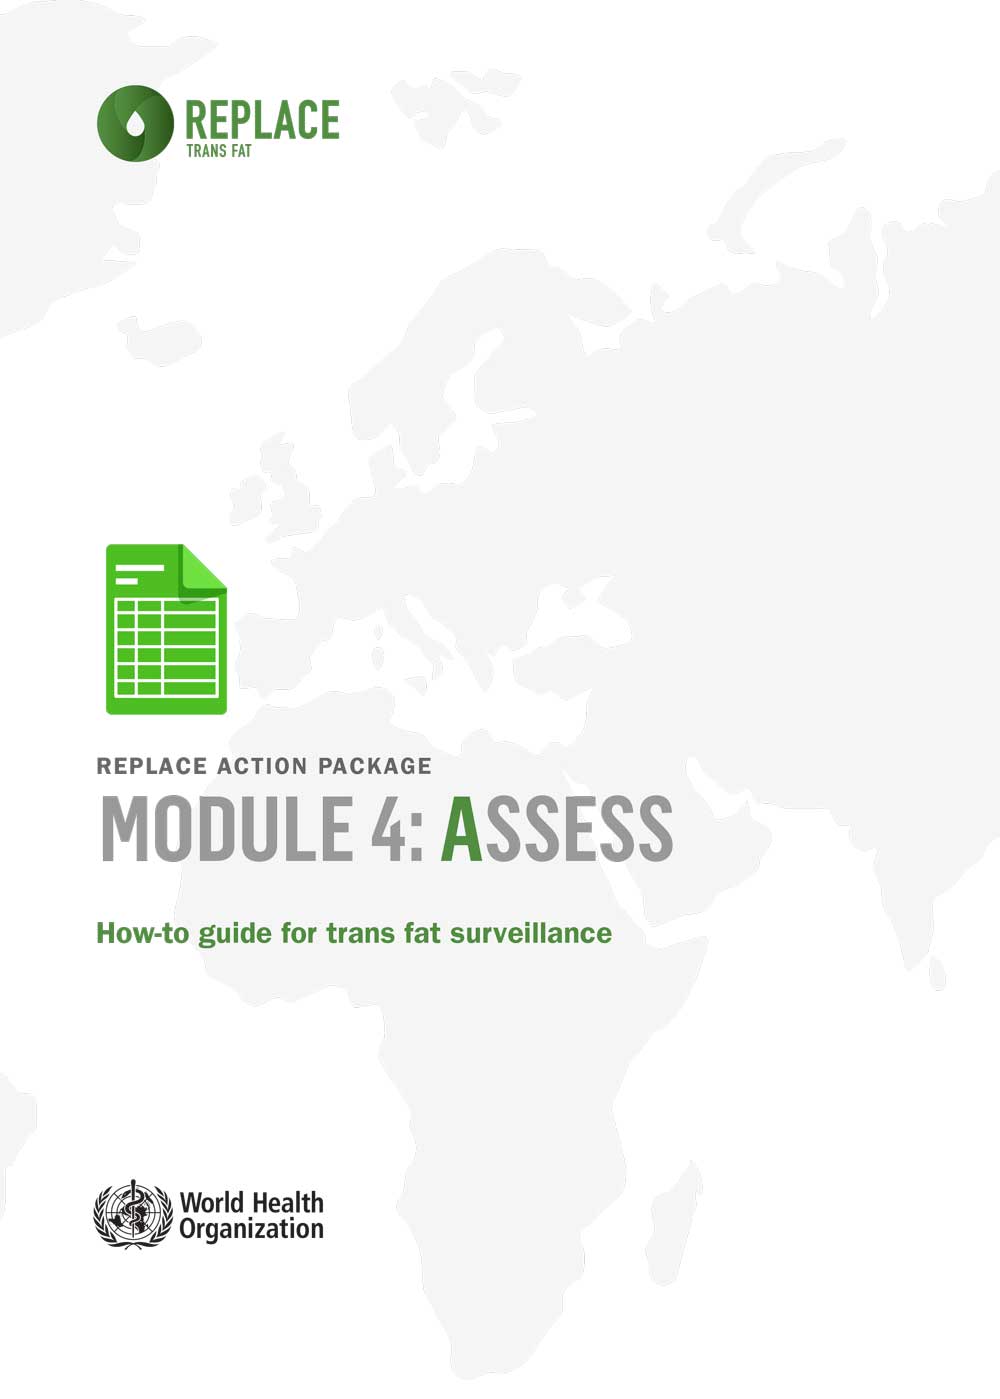 REPLACE
TRANS FAT
REPLACE ACTION PACKAGE
MODULE 4: ASSESS
How-to guide for trans fat surveillance
World Health
Organization